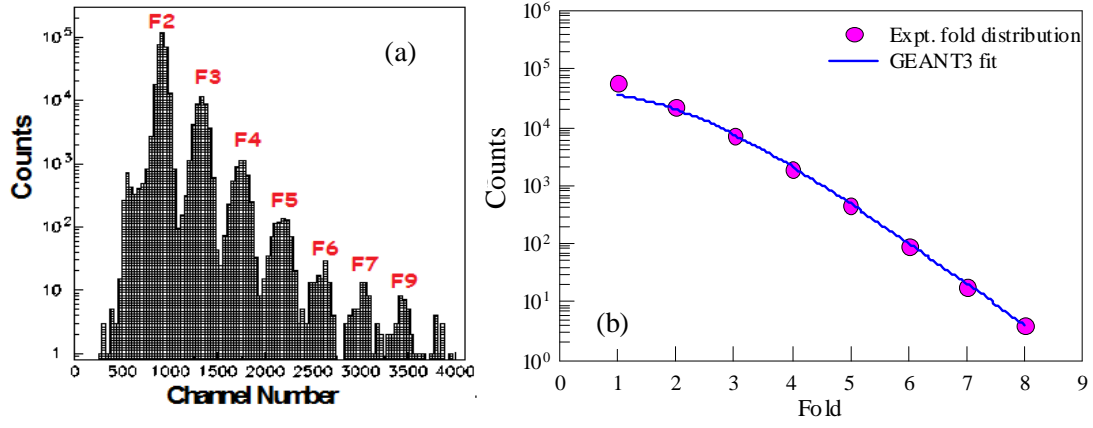 (a)
F2
F3
F4
F5
F6
F7
F9
Counts
10^5
10^4
10^3
10^2
10
1
0 500 1000 1500 2000 2500 3000 3500 4000
Channel Number
(b)
Expt. fold distribution
GEANT3 fit
Counts
10^6
10^5
10^4
10^3
10^2
10^1
10^0
0 1 2 3 4 5 6 7 8 9
Fold